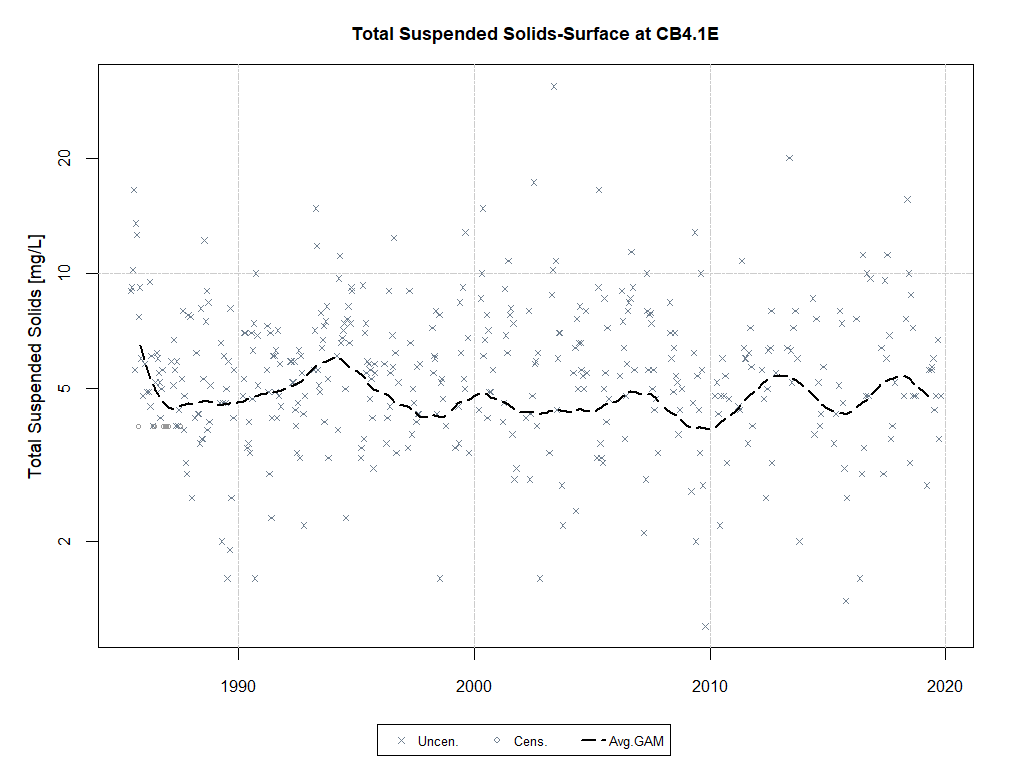 Total Suspended Solids-Surface at CB4.1E
Total Suspended Solids [mg/L]
20
10
5
2
1990
2000
2010
2020
Uncen.
Cens.
Avg.GAM